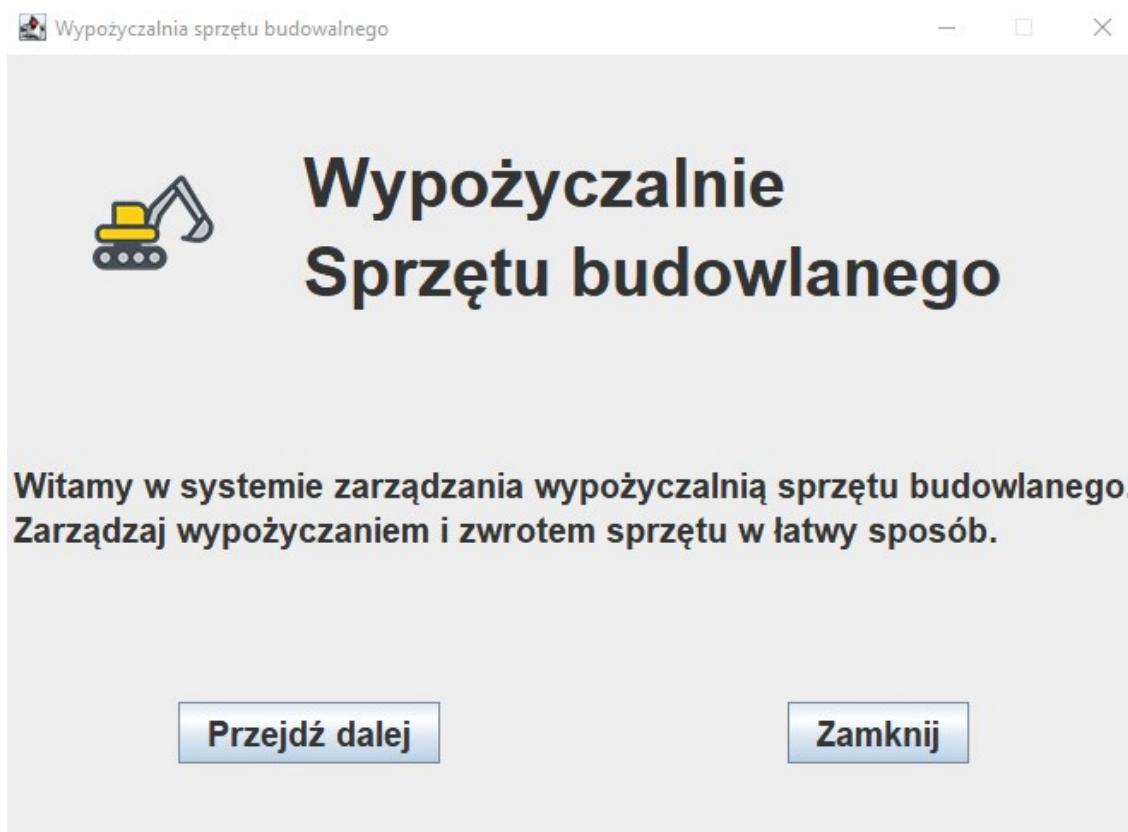 Wypożyczalnia sprzętu budowalnego
Wypożyczalnie
Sprzętu budowlanego
Witamy w systemie zarządzania wypożyczalnią sprzętu budowlanego.
Zarządzaj wypożyczaniem i zwrotem sprzętu w łatwy sposób.
Przejdź dalej
Zamknij